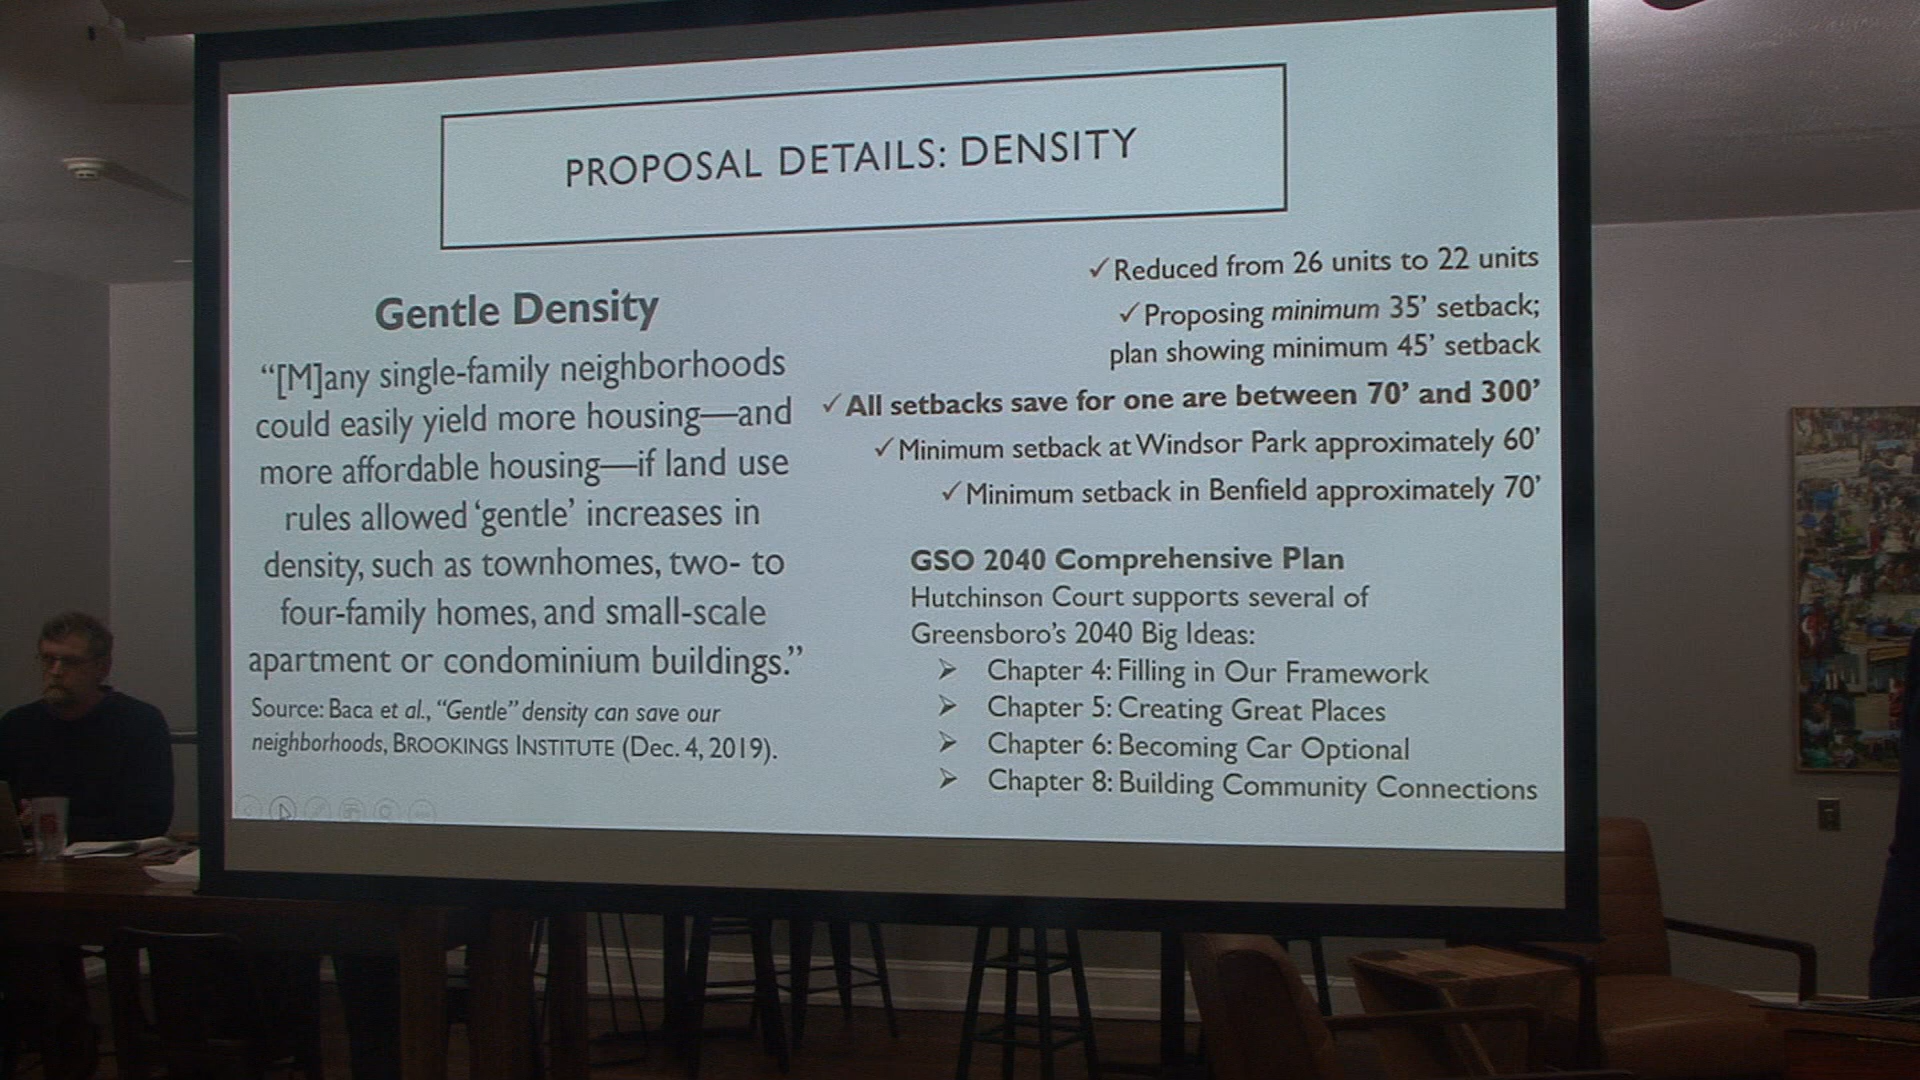 PROPOSAL DETAILS: DENSITY
Gentle Density
“[M]any single-family neighborhoods
could easily yield more housing—and
more affordable housing—if land use
rules allowed ‘gentle’ increases in
density, such as townhomes, two- to
four-family homes, and small-scale
apartment or condominium buildings.”
Source: Baca et al., “Gentle” density can save our
neighborhoods, BROOKINGS INSTITUTE (Dec. 4, 2019).
✓Reduced from 26 units to 22 units
✓Proposing minimum 35’ setback;
plan showing minimum 45’ setback
✓All setbacks save for one are between 70’ and 300’
✓Minimum setback at Windsor Park approximately 60’
✓Minimum setback in Benfield approximately 70’
GSO 2040 Comprehensive Plan
Hutchinson Court supports several of
Greensboro’s 2040 Big Ideas:
➢ Chapter 4: Filling in Our Framework
➢ Chapter 5: Creating Great Places
➢ Chapter 6: Becoming Car Optional
➢ Chapter 8: Building Community Connections